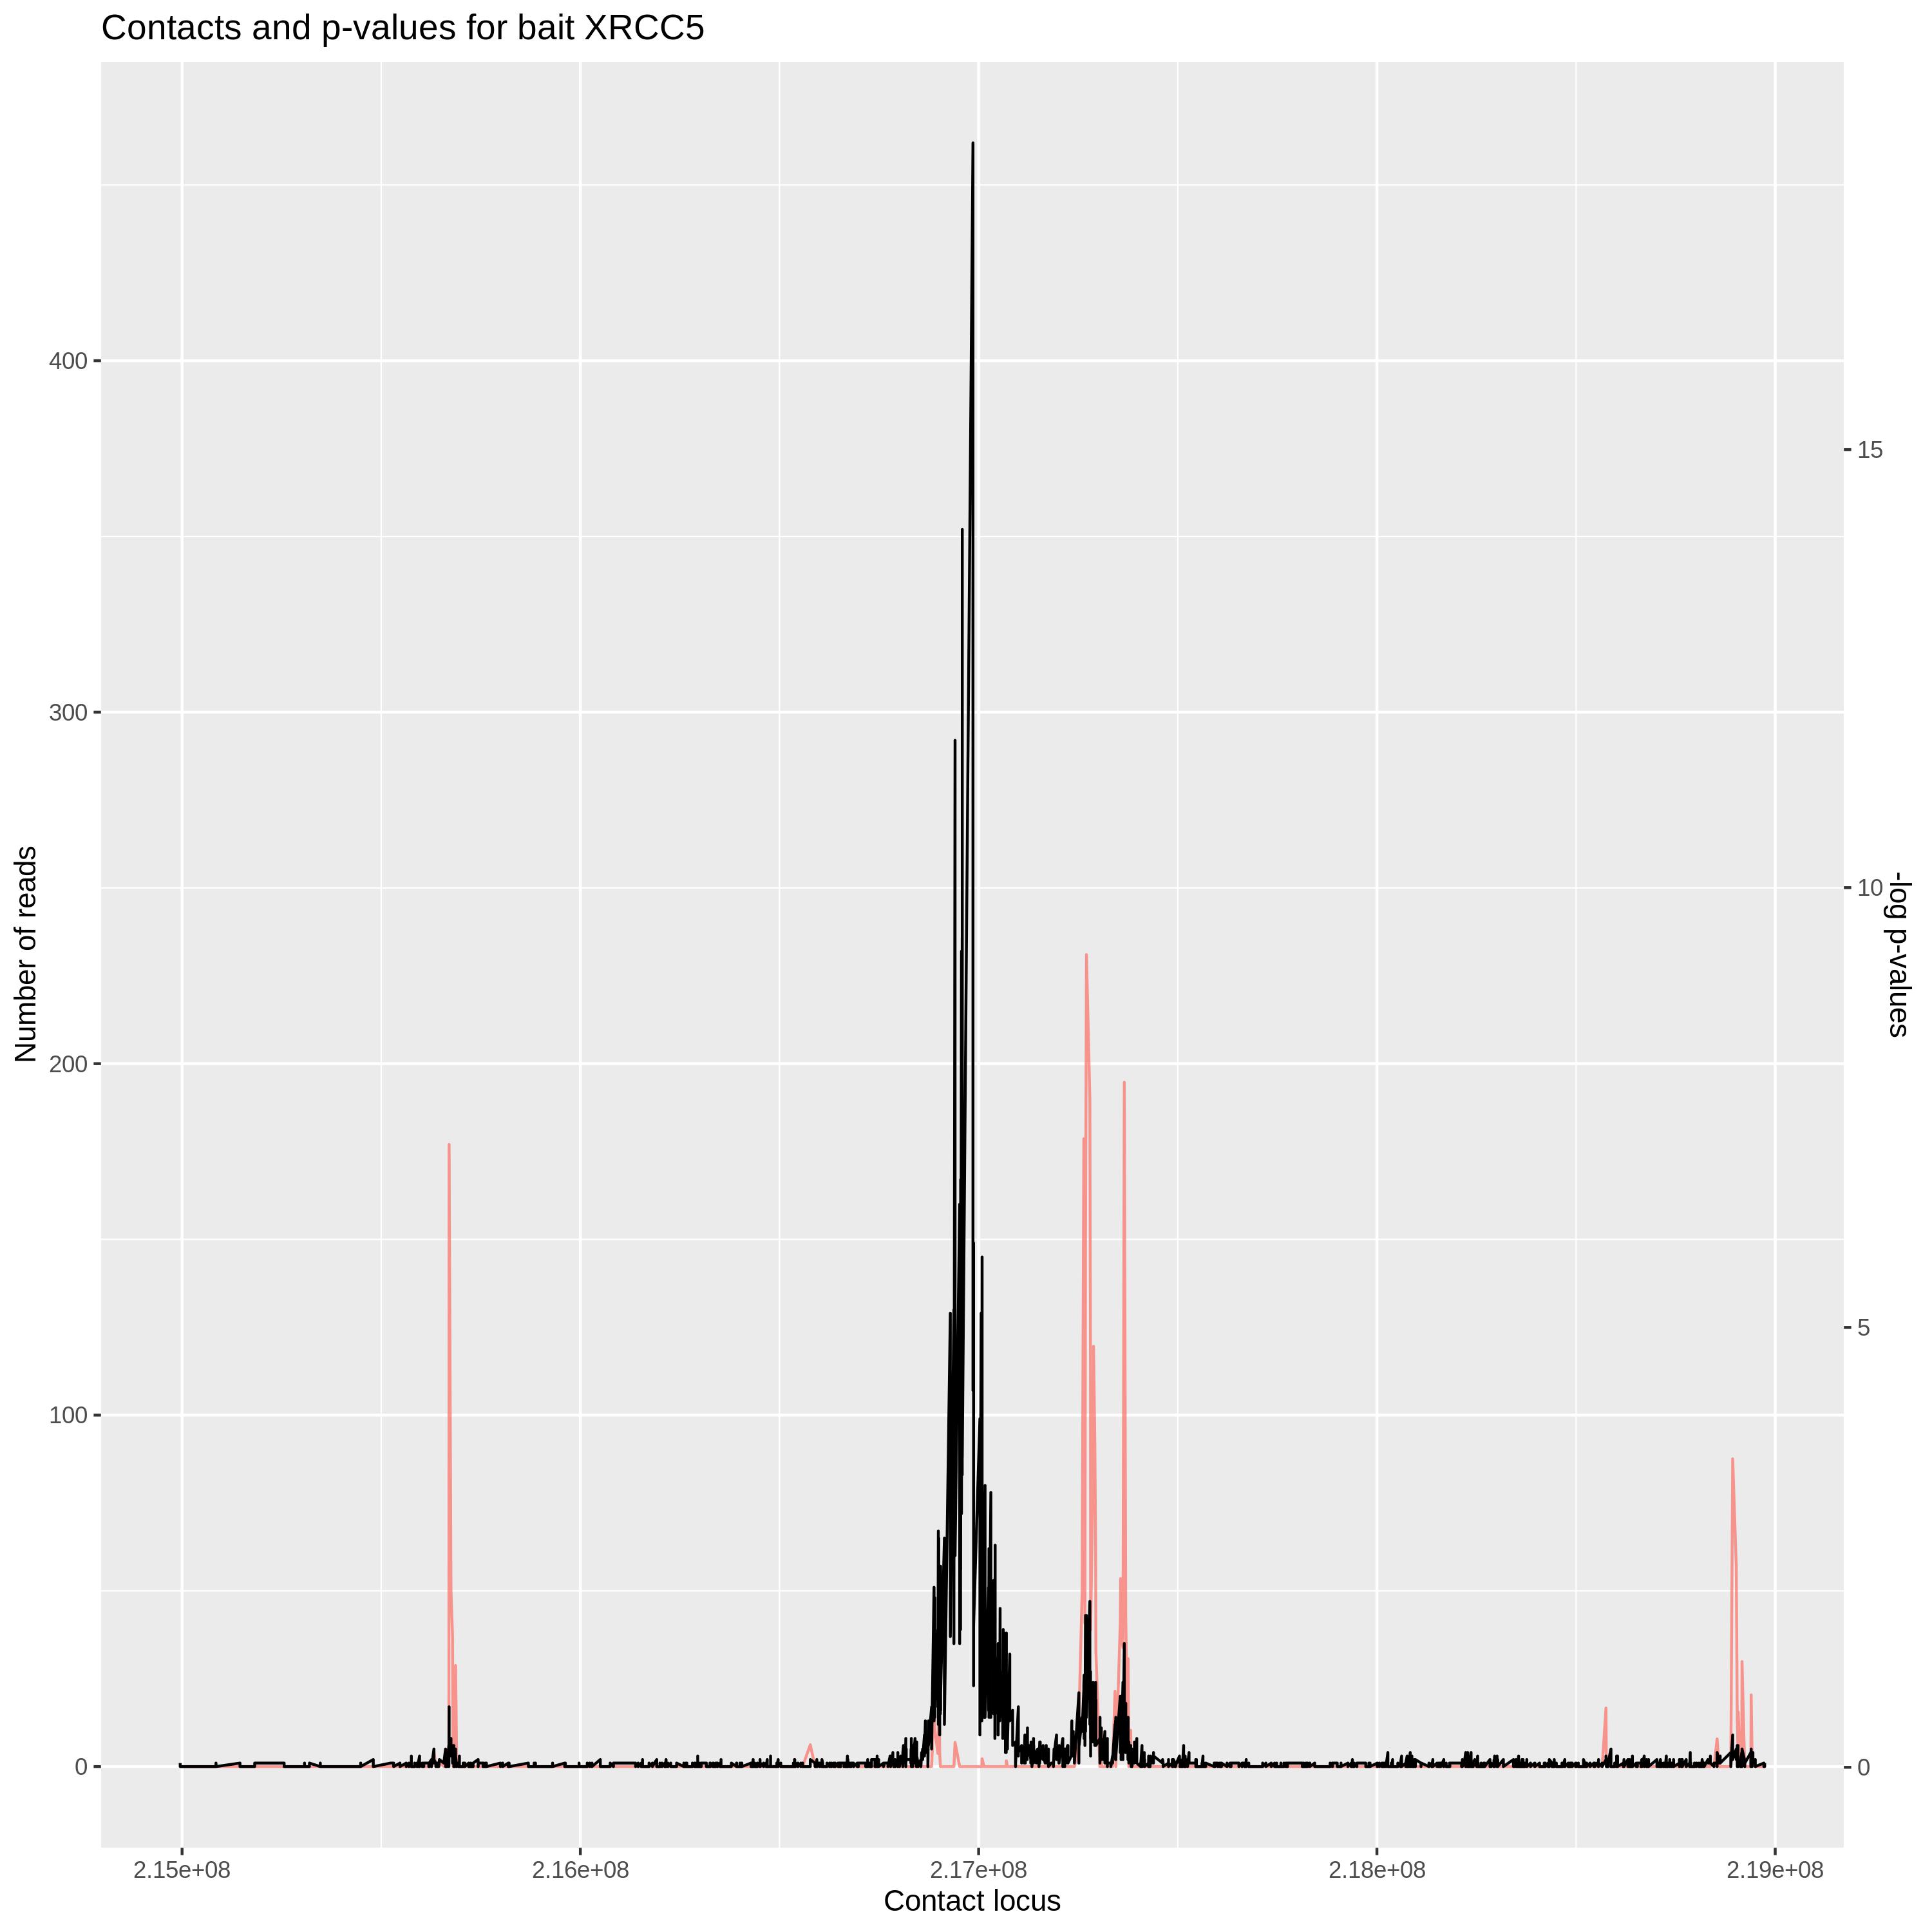 Contacts and p-values for bait XRCC5
Number of reads
400
300
200
100
0
15
10
5
0
-log p-values
2.15e+08 2.16e+08 2.17e+08 2.18e+08 2.19e+08
Contact locus